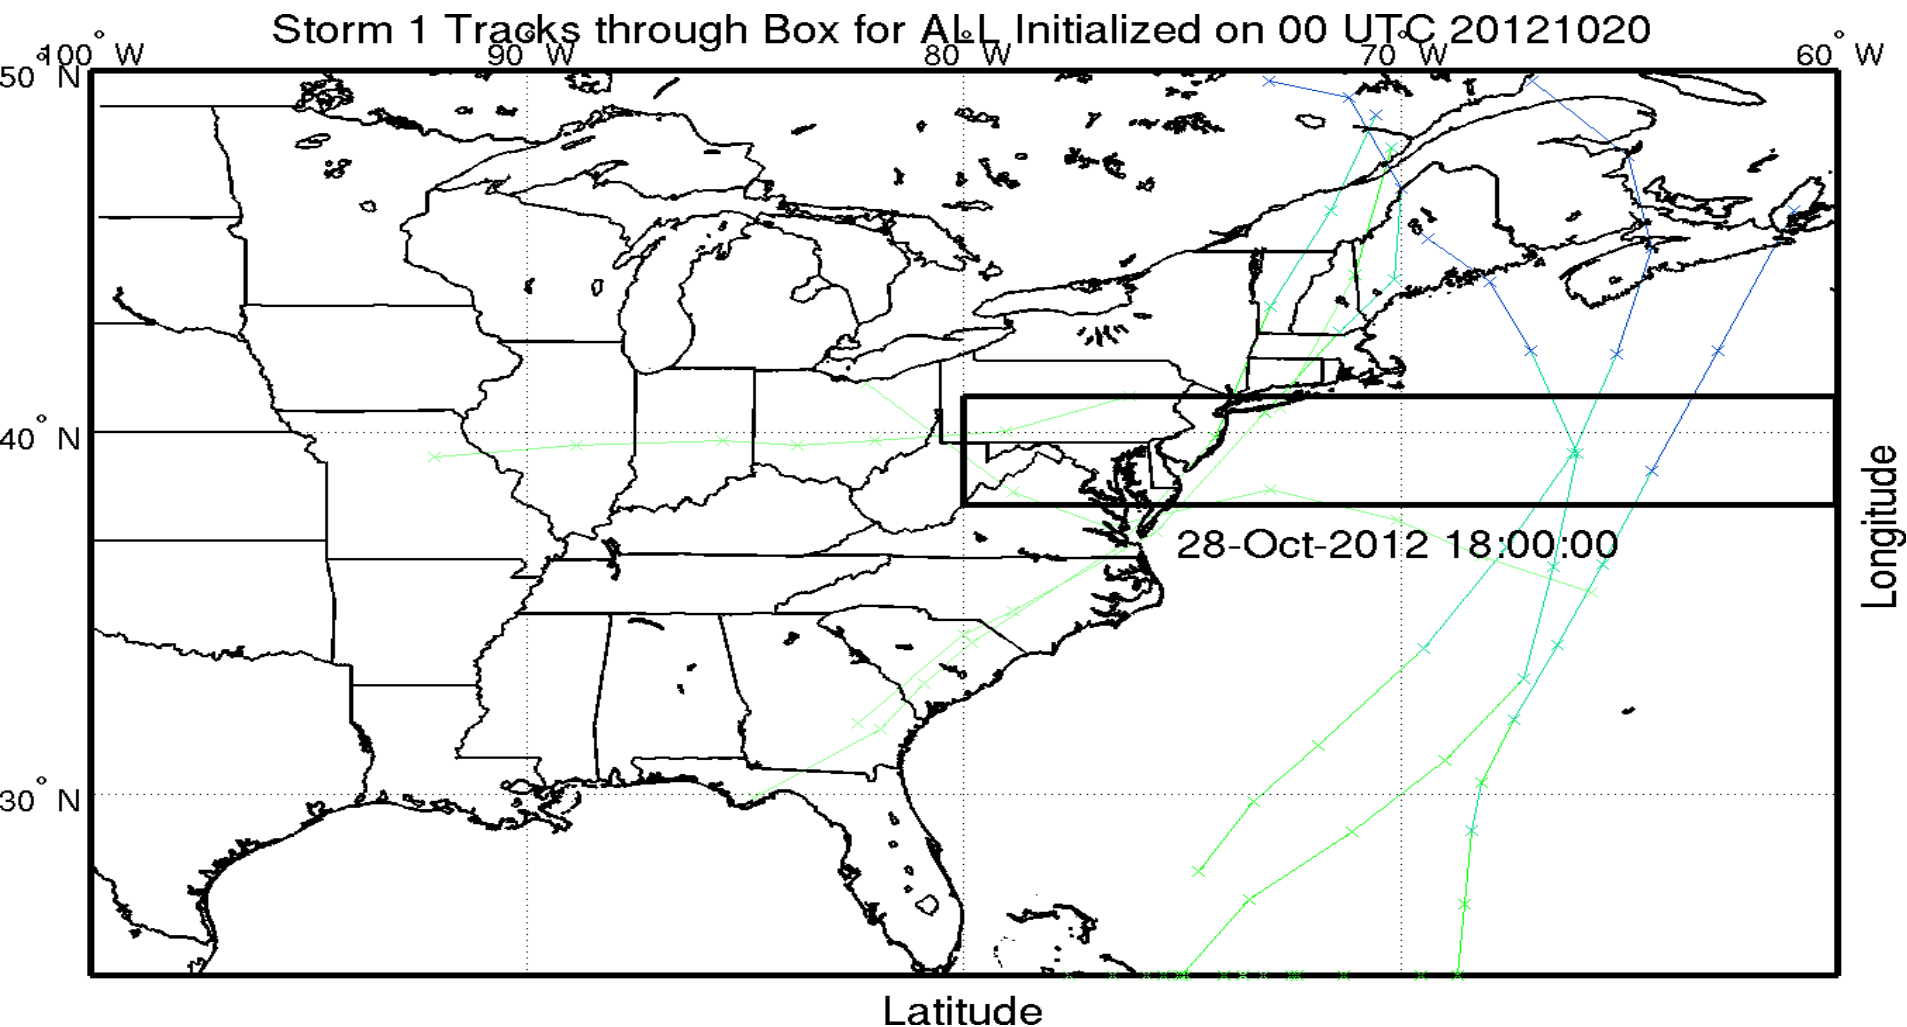 Storm 1 Tracks through Box for ALL Initialized on 00 UTC 20121020
100° W 90° W 80° W 70° W 60° W
50° N
40° N
30° N
28-Oct-2012 18:00:00
Longitude
Latitude